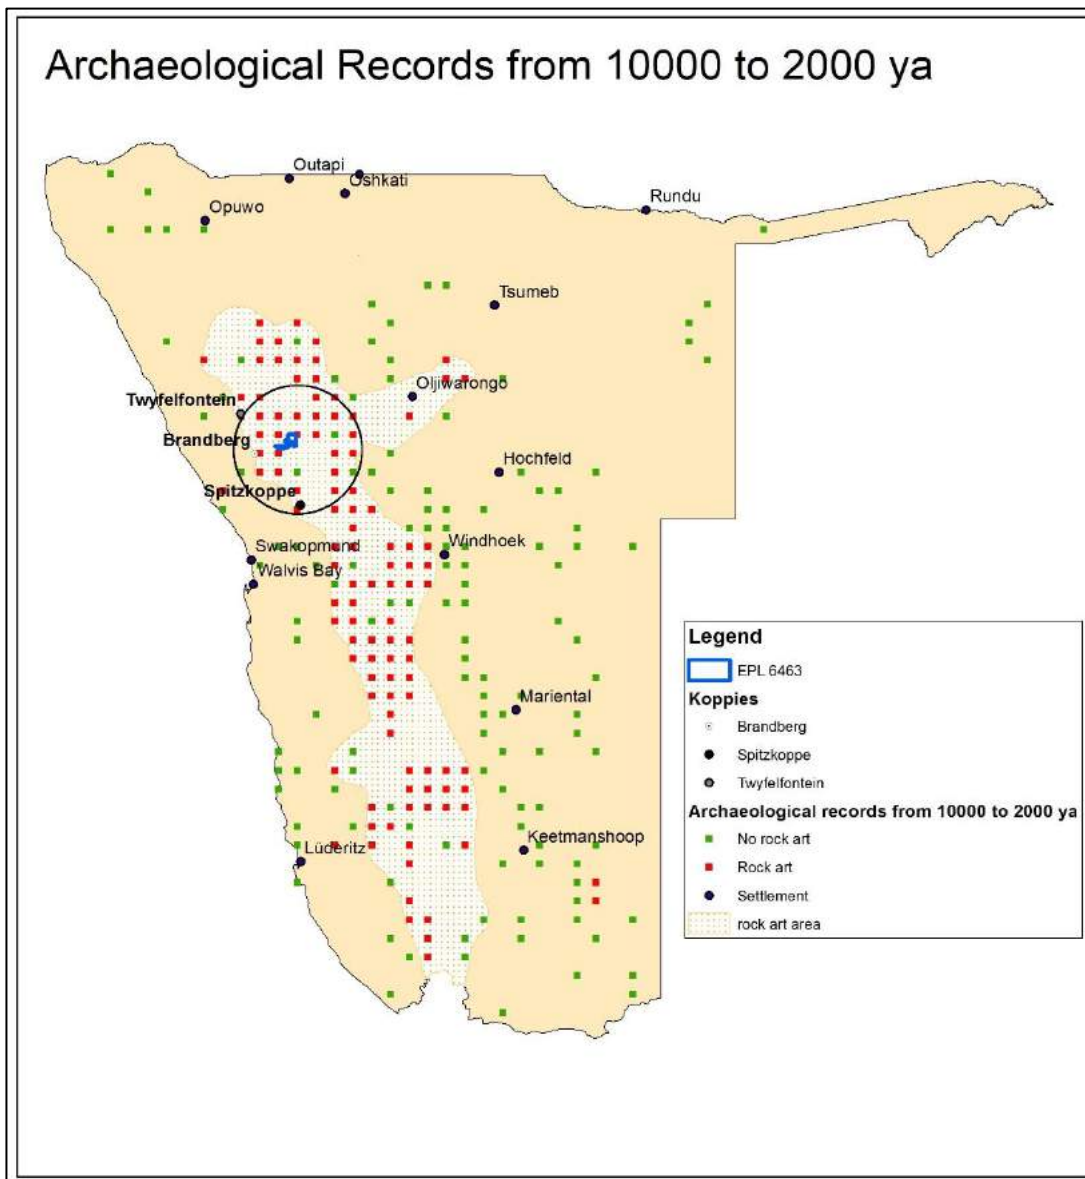 Archaeological Records from 10000 to 2000 ya
Outapi
Oshkati
Opuwo
Rundu
Tsumeb
Oljiwarongo
Twyfelfontein
Brandberg
Hochfeld
Spitzkoppe
Swakopmund
Windhoek
Walvis Bay
Mariental
Keetmanshoop
Lüderitz
Legend
EPL 6463
Koppies
Brandberg
Spitzkoppe
Twyfelfontein
Archaeological records from 10000 to 2000 ya
No rock art
Rock art
Settlement
rock art area